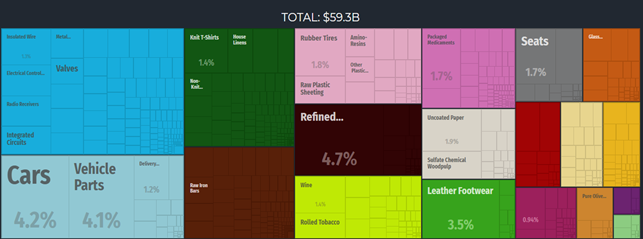 TOTAL: $59.3B
Insulated Wire
Metal...
Valves
Electrical Control...
Radio Receivers
Integrated
Circuits
Knit T-Shirts
House
Linens
1.4%
Non-
Knit...
Raw Iron
Bars
Rubber Tires
1.8%
Amino-
Resins
Other
Plastic...
Raw Plastic
Sheeting
Packaged
Medicaments
1.7%
Seats
1.7%
Glass...
Refined...
4.7%
Uncoated Paper
1.9%
Sulfate Chemical
Woodpulp
Cars
4.2%
Vehicle
Parts
4.1%
Delivery...
1.2%
Wine
1.4%
Rolled Tobacco
Leather Footwear
3.5%
0.94%
Pure Olive...